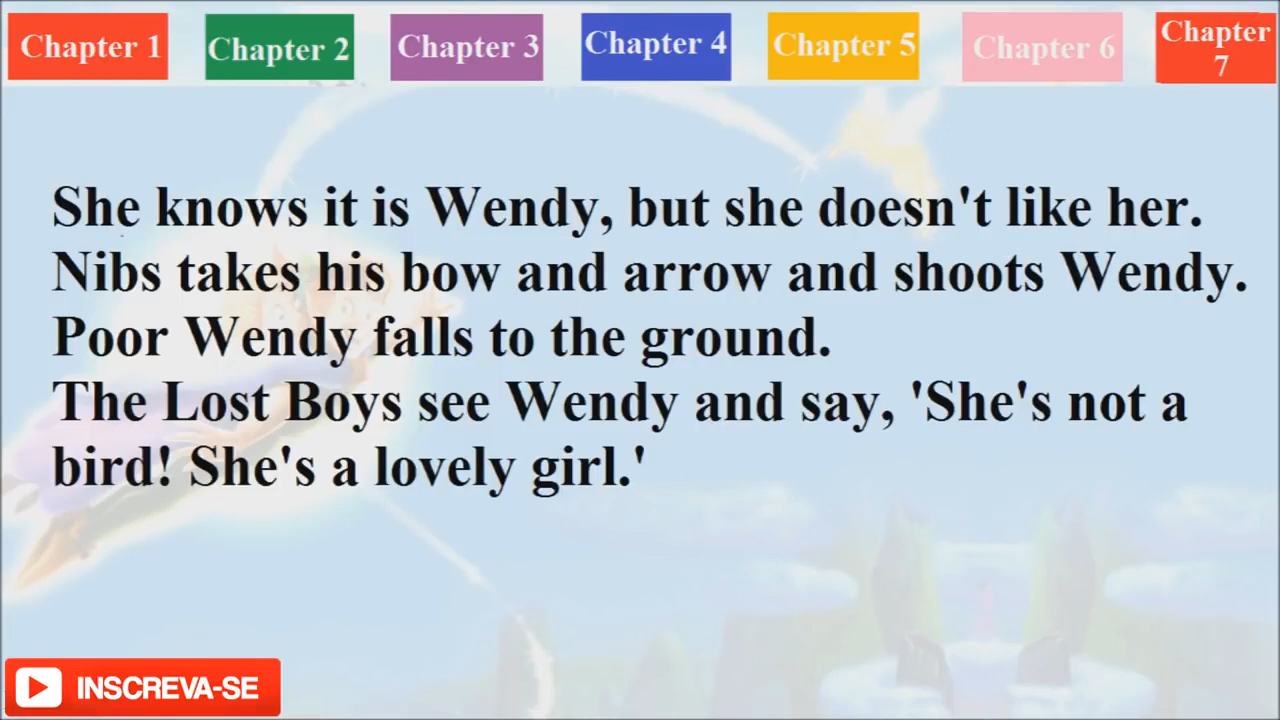 Chapter 1
Chapter 2
Chapter 3
Chapter 4
Chapter 5
Chapter 6
Chapter
7
She knows it is Wendy, but she doesn't like her.
Nibs takes his bow and arrow and shoots Wendy.
Poor Wendy falls to the ground.
The Lost Boys see Wendy and say, 'She's not a
bird! She's a lovely girl.'
INSCREVA-SE